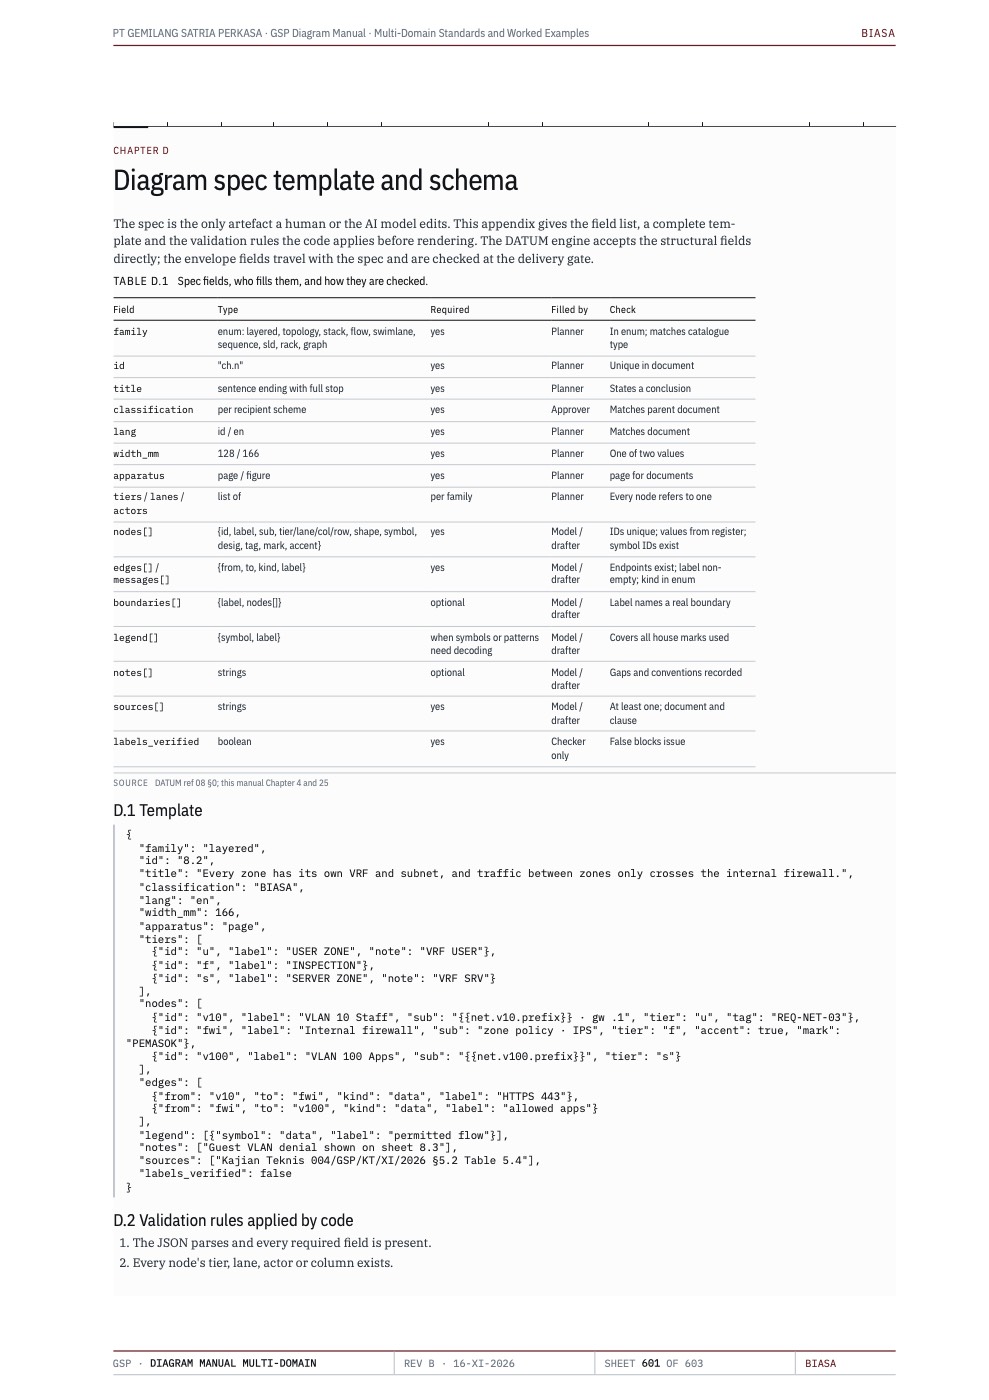 PT GEMILANG SATRIA PERKASA · GSP Diagram Manual · Multi-Domain Standards and Worked Examples BIASA
CHAPTER D
Diagram spec template and schema
The spec is the only artefact a human or the AI model edits. This appendix gives the field list, a complete tem-
plate and the validation rules the code applies before rendering. The DATUM engine accepts the structural fields
directly; the envelope fields travel with the spec and are checked at the delivery gate.
TABLE D.1 Spec fields, who fills them, and how they are checked.
Field Type Required Filled by Check
family enum: layered, topology, stack, flow, swimlane, yes Planner In enum; matches catalogue
sequence, sld, rack, graph type
id "ch.n" yes Planner Unique in document
title sentence ending with full stop yes Planner States a conclusion
classification per recipient scheme yes Approver Matches parent document
lang id / en yes Planner Matches document
width_mm 128 / 166 yes Planner One of two values
apparatus page / figure yes Planner page for documents
tiers / lanes / list of per family Planner Every node refers to one
actors
nodes[] {id, label, sub, tier/lane/col/row, shape, symbol, yes Model / IDs unique; values from register;
desig, tag, mark, accent} drafter symbol IDs exist
edges[] / {from, to, kind, label} yes Model / Endpoints exist; label non-
messages[] drafter empty; kind in enum
boundaries[] {label, nodes[]} optional Model / Label names a real boundary
drafter
legend[] {symbol, label} when symbols or patterns Model / Covers all house marks used
need decoding drafter
notes[] strings optional Model / Gaps and conventions recorded
drafter
sources[] strings yes Model / At least one; document and
drafter clause
labels_verified boolean yes Checker False blocks issue
only
SOURCE DATUM ref 08 §0; this manual Chapter 4 and 25
D.1 Template
{
"family": "layered",
"id": "8.2",
"title": "Every zone has its own VRF and subnet, and traffic between zones only crosses the internal firewall.",
"classification": "BIASA",
"lang": "en",
"width_mm": 166,
"apparatus": "page",
"tiers": [
{"id": "u", "label": "USER ZONE", "note": "VRF USER"},
{"id": "f", "label": "INSPECTION"},
{"id": "s", "label": "SERVER ZONE", "note": "VRF SRV"}
],
"nodes": [
{"id": "v10", "label": "VLAN 10 Staff", "sub": "{{net.v10.prefix}} · gw .1", "tier": "u", "tag": "REQ-NET-03"},
{"id": "fwi", "label": "Internal firewall", "sub": "zone policy · IPS", "tier": "f", "accent": true, "mark":
"PEMASOK"},
{"id": "v100", "label": "VLAN 100 Apps", "sub": "{{net.v100.prefix}}", "tier": "s"}
],
"edges": [
{"from": "v10", "to": "fwi", "kind": "data", "label": "HTTPS 443"},
{"from": "fwi", "to": "v100", "kind": "data", "label": "allowed apps"}
],
"legend": [{"symbol": "data", "label": "permitted flow"}],
"notes": ["Guest VLAN denial shown on sheet 8.3"],
"sources": ["Kajian Teknis 004/GSP/KT/XI/2026 §5.2 Table 5.4"],
"labels_verified": false
}
D.2 Validation rules applied by code
1. The JSON parses and every required field is present.
2. Every node's tier, lane, actor or column exists.
GSP · DIAGRAM MANUAL MULTI-DOMAIN REV B · 16-XI-2026 SHEET 601 OF 603 BIASA